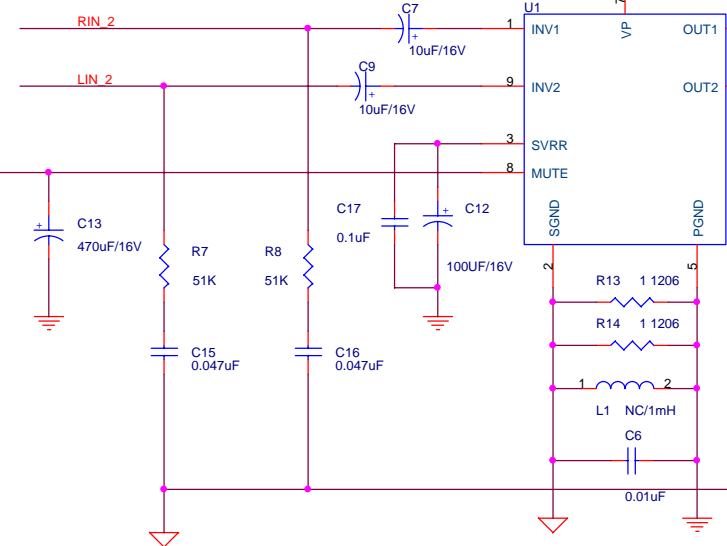 C7
U1
7
RIN_2
1
INV1
VP
OUT1
10uF/16V
C9
LIN_2
9
INV2
OUT2
10uF/16V
3
SVRR
8
MUTE
C13
470uF/16V
C17
0.1uF
C12
100UF/16V
SGND
PGND
2
5
R7
51K
R8
51K
R13 1 1206
R14 1 1206
C15
0.047uF
C16
0.047uF
1
2
L1 NC/1mH
C6
0.01uF